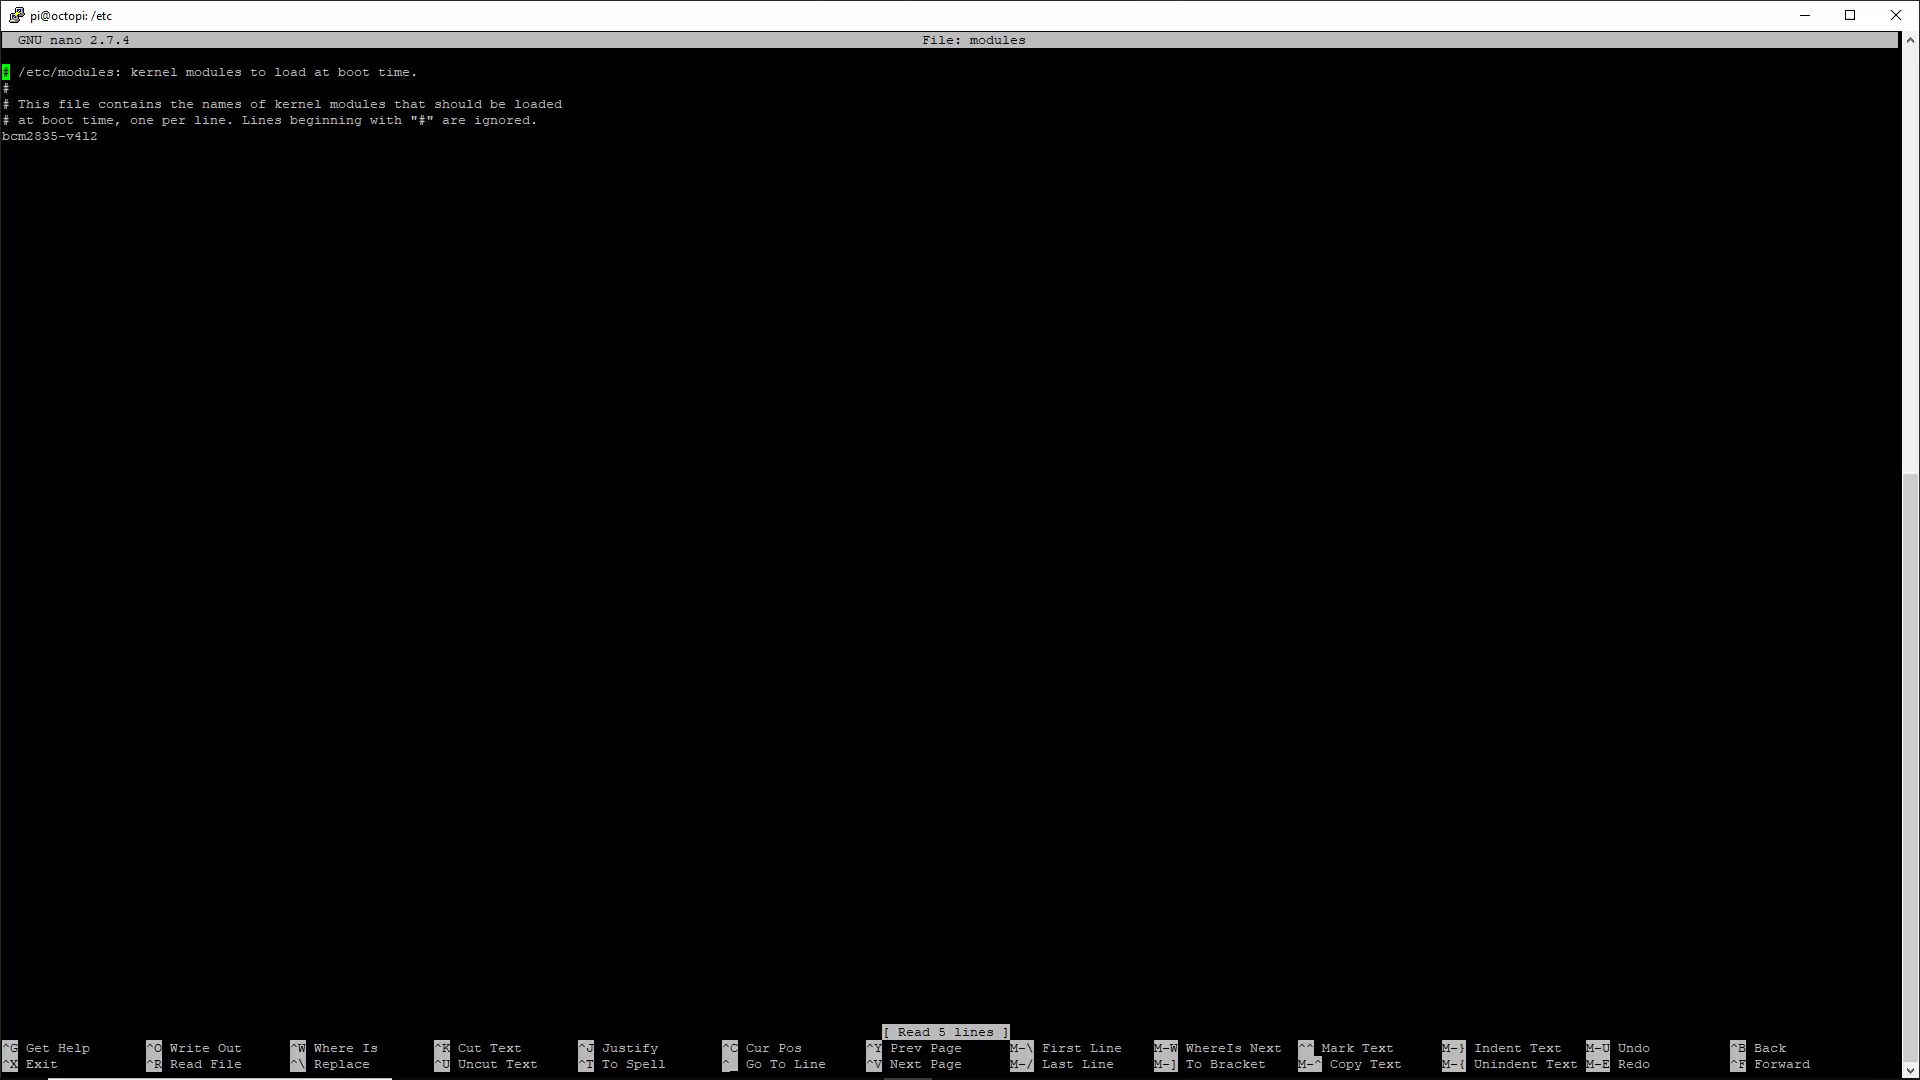 pi@octopi: /etc
GNU nano 2.7.4 File: modules
# /etc/modules: kernel modules to load at boot time.
#
# This file contains the names of kernel modules that should be loaded
# at boot time, one per line. Lines beginning with "#" are ignored.
bcm2835-v4l2
[ Read 5 lines ]
^G Get Help ^O Write Out ^W Where Is ^K Cut Text ^J Justify ^C Cur Pos ^Y Prev Page M-\ First Line M-W WhereIs Next ^^ Mark Text M-} Indent Text M-U Undo ^B Back
^X Exit ^R Read File ^\ Replace ^U Uncut Text ^T To Spell ^_ Go To Line ^V Next Page M-/ Last Line M-] To Bracket M-^ Copy Text M-{ Unindent Text M-E Redo ^F Forward